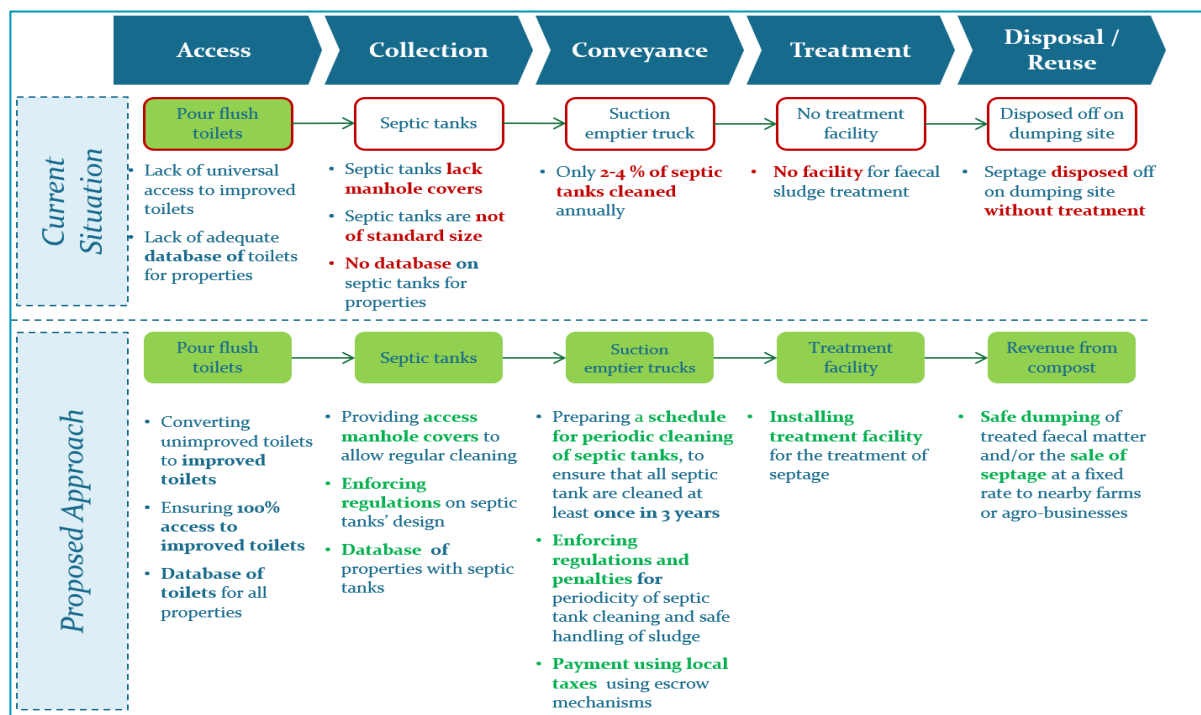 Access
Collection
Conveyance
Treatment
Disposal /
Reuse
Current
Situation
Pour flush
toilets
Septic tanks
Suction
emptier truck
No treatment
facility
Disposed off on
dumping site
• Lack of universal
access to improved
toilets
• Lack of adequate
database of toilets
for properties
• Septic tanks lack
manhole covers
• Septic tanks are not
of standard size
• No database on
septic tanks for
properties
• Only 2-4 % of septic
tanks cleaned
annually
• No facility for faecal
sludge treatment
• Septage disposed off
on dumping site
without treatment
Proposed Approach
Pour flush
toilets
Septic tanks
Suction
emptier trucks
Treatment
facility
Revenue from
compost
• Converting
unimproved toilets
to improved
toilets
• Ensuring 100%
access to
improved toilets
• Database of
toilets for all
properties
• Providing access
manhole covers to
allow regular cleaning
• Enforcing
regulations on septic
tanks' design
• Database of
properties with septic
tanks
• Preparing a schedule
for periodic cleaning
of septic tanks, to
ensure that all septic
tank are cleaned at
least once in 3 years
• Enforcing
regulations and
penalties for
periodicity of septic
tank cleaning and safe
handling of sludge
• Payment using local
taxes using escrow
mechanisms
• Installing
treatment facility
for the treatment of
septage
• Safe dumping of
treated faecal matter
and/or the sale of
septage at a fixed
rate to nearby farms
or agro-businesses